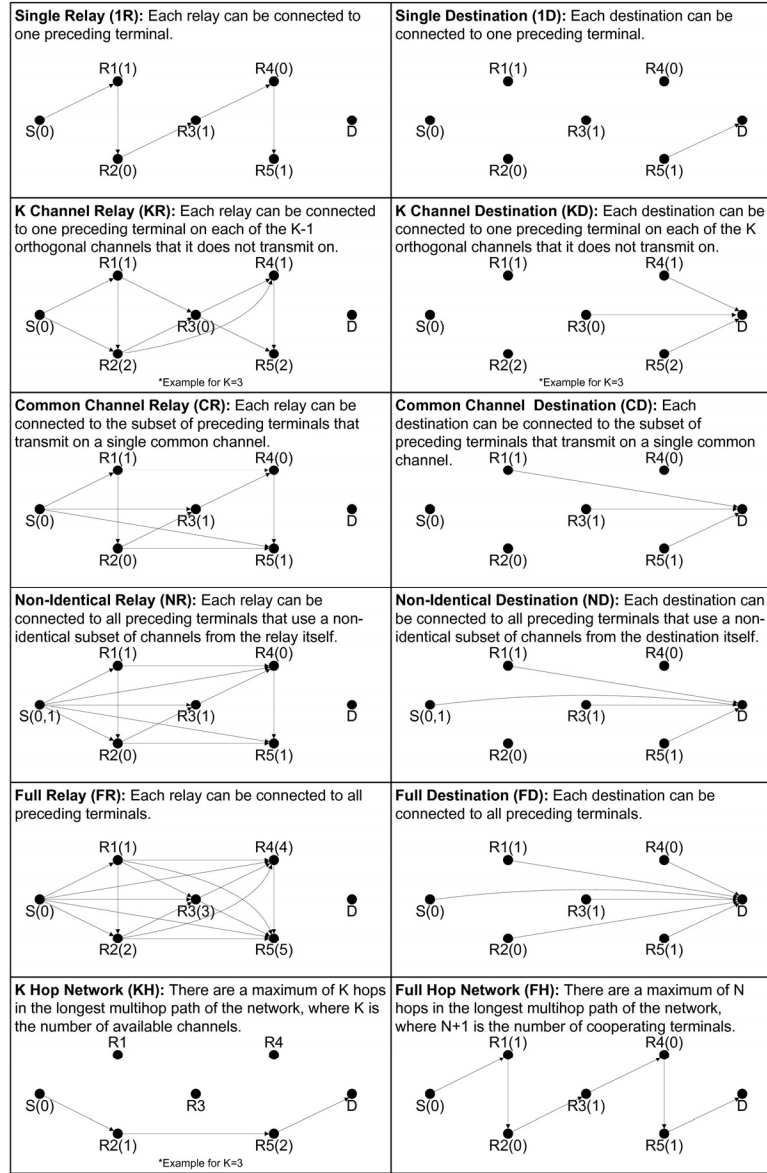 Single Relay (1R): Each relay can be connected to
one preceding terminal.
R1(1)
R4(0)
S(0)
R3(1)
D
R2(0)
R5(1)
Single Destination (1D): Each destination can be
connected to one preceding terminal.
R1(1)
R4(0)
S(0)
R3(1)
D
R2(0)
R5(1)
K Channel Relay (KR): Each relay can be connected
to one preceding terminal on each of the K-1
orthogonal channels that it does not transmit on.
R1(1)
R4(1)
S(0)
R3(0)
D
R2(2)
R5(2)
*Example for K=3
K Channel Destination (KD): Each destination can be
connected to one preceding terminal on each of the K
orthogonal channels that it does not transmit on.
R1(1)
R4(1)
S(0)
R3(0)
D
R2(2)
R5(2)
*Example for K=3
Common Channel Relay (CR): Each relay can be
connected to the subset of preceding terminals that
transmit on a single common channel.
R1(1)
R4(0)
S(0)
R3(1)
D
R2(0)
R5(1)
Common Channel Destination (CD): Each
destination can be connected to the subset of
preceding terminals that transmit on a single common
channel.
R1(1)
R4(0)
S(0)
R3(1)
D
R2(0)
R5(1)
Non-Identical Relay (NR): Each relay can be
connected to all preceding terminals that use a non-
identical subset of channels from the relay itself.
R1(1)
R4(0)
S(0,1)
R3(1)
D
R2(0)
R5(1)
Non-Identical Destination (ND): Each destination can
be connected to all preceding terminals that use a non-
identical subset of channels from the destination itself.
R1(1)
R4(0)
S(0,1)
R3(1)
D
R2(0)
R5(1)
Full Relay (FR): Each relay can be connected to all
preceding terminals.
R1(1)
R4(4)
S(0)
R3(3)
D
R2(2)
R5(5)
Full Destination (FD): Each destination can be
connected to all preceding terminals.
R1(1)
R4(0)
S(0)
R3(1)
D
R2(0)
R5(1)
K Hop Network (KH): There are a maximum of K hops
in the longest multihop path of the network, where K is
the number of available channels.
R1
R4
S(0)
R3
D
R2(1)
R5(2)
*Example for K=3
Full Hop Network (FH): There are a maximum of N
hops in the longest multihop path of the network,
where N+1 is the number of cooperating terminals.
R1(1)
R4(0)
S(0)
R3(1)
D
R2(0)
R5(1)